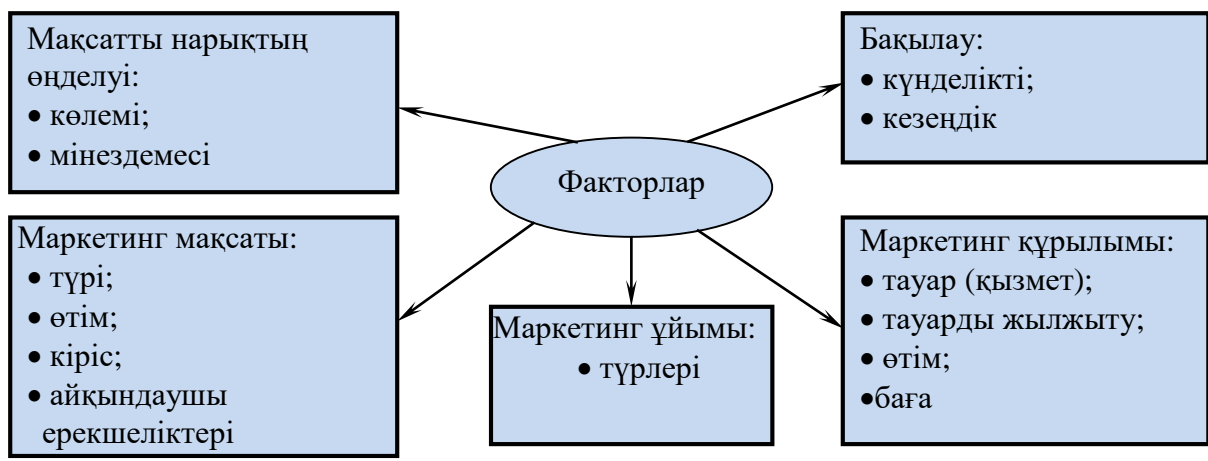 Мақсатты нарықтың
өңделуі:
• көлемі;
• мінездемесі
Бақылау:
• күнделікті;
• кезеңдік
Факторлар
Маркетинг мақсаты:
• түрі;
• өтім;
• кіріс;
• айқындаушы
ерекшеліктері
Маркетинг ұйымы:
• түрлері
Маркетинг құрылымы:
• тауар (қызмет);
• тауарды жылжыту;
• өтім;
•баға